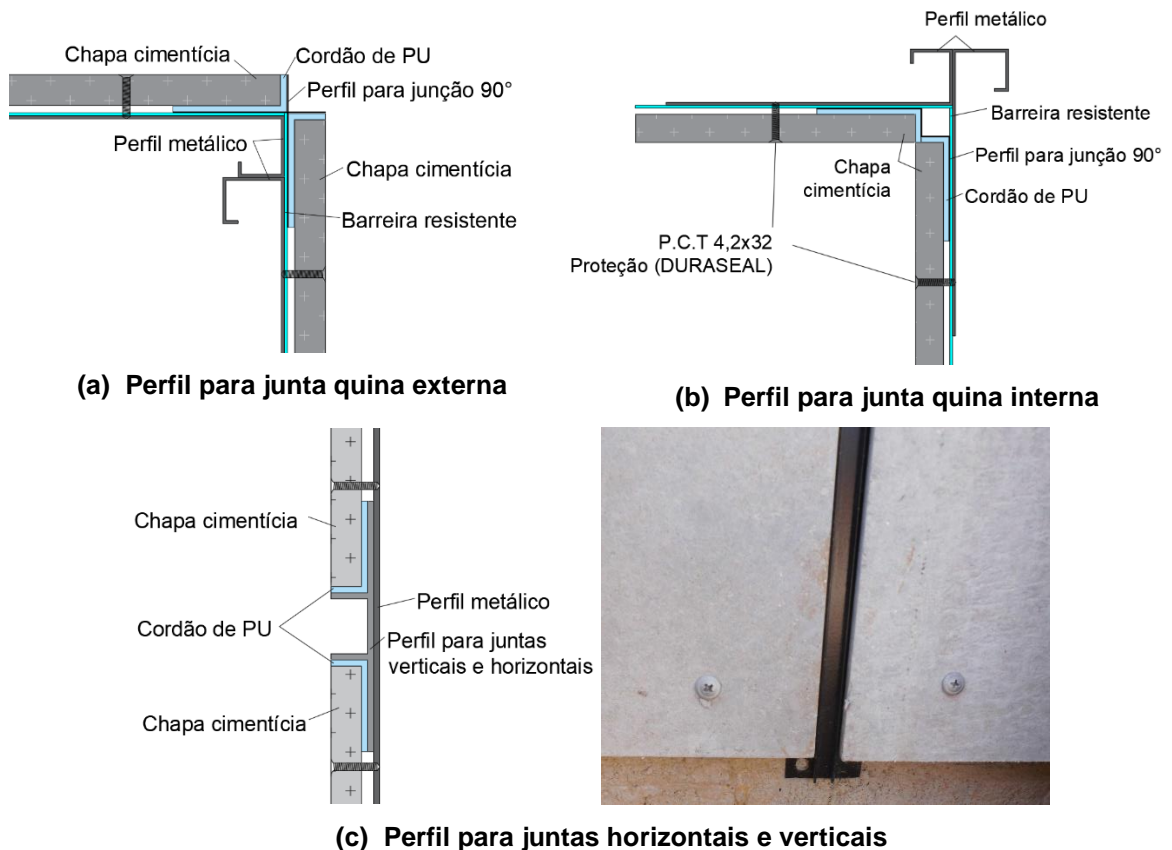 Chapa cimentícia
Cordão de PU
Perfil para junção 90°
Perfil metálico
Chapa cimentícia
Barreira resistente
(a) Perfil para junta quina externa
Perfil metálico
Barreira resistente
Perfil para junção 90°
Chapa
cimentícia
Cordão de PU
P.C.T 4,2x32
Proteção (DURASEAL)
(b) Perfil para junta quina interna
Chapa cimentícia
Perfil metálico
Cordão de PU
Perfil para juntas
verticais e horizontais
Chapa cimentícia
(c) Perfil para juntas horizontais e verticais